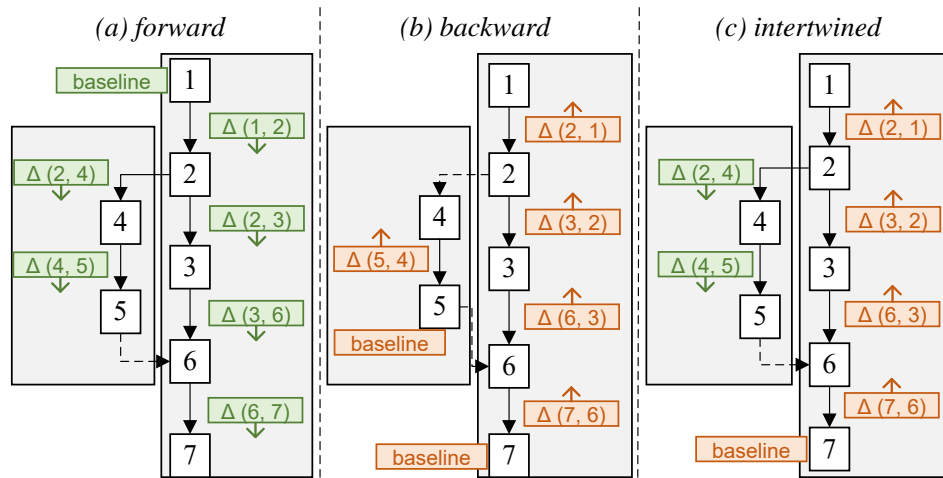 (a) forward
baseline
1
Δ (1, 2)
Δ (2, 4)
2
4
Δ (2, 3)
Δ (4, 5)
3
5
Δ (3, 6)
6
Δ (6, 7)
7
(b) backward
1
Δ (2, 1)
2
4
Δ (3, 2)
Δ (5, 4)
3
5
Δ (6, 3)
baseline
6
Δ (7, 6)
baseline
7
(c) intertwined
1
Δ (2, 1)
Δ (2, 4)
2
4
Δ (3, 2)
Δ (4, 5)
3
5
Δ (6, 3)
6
Δ (7, 6)
baseline
7